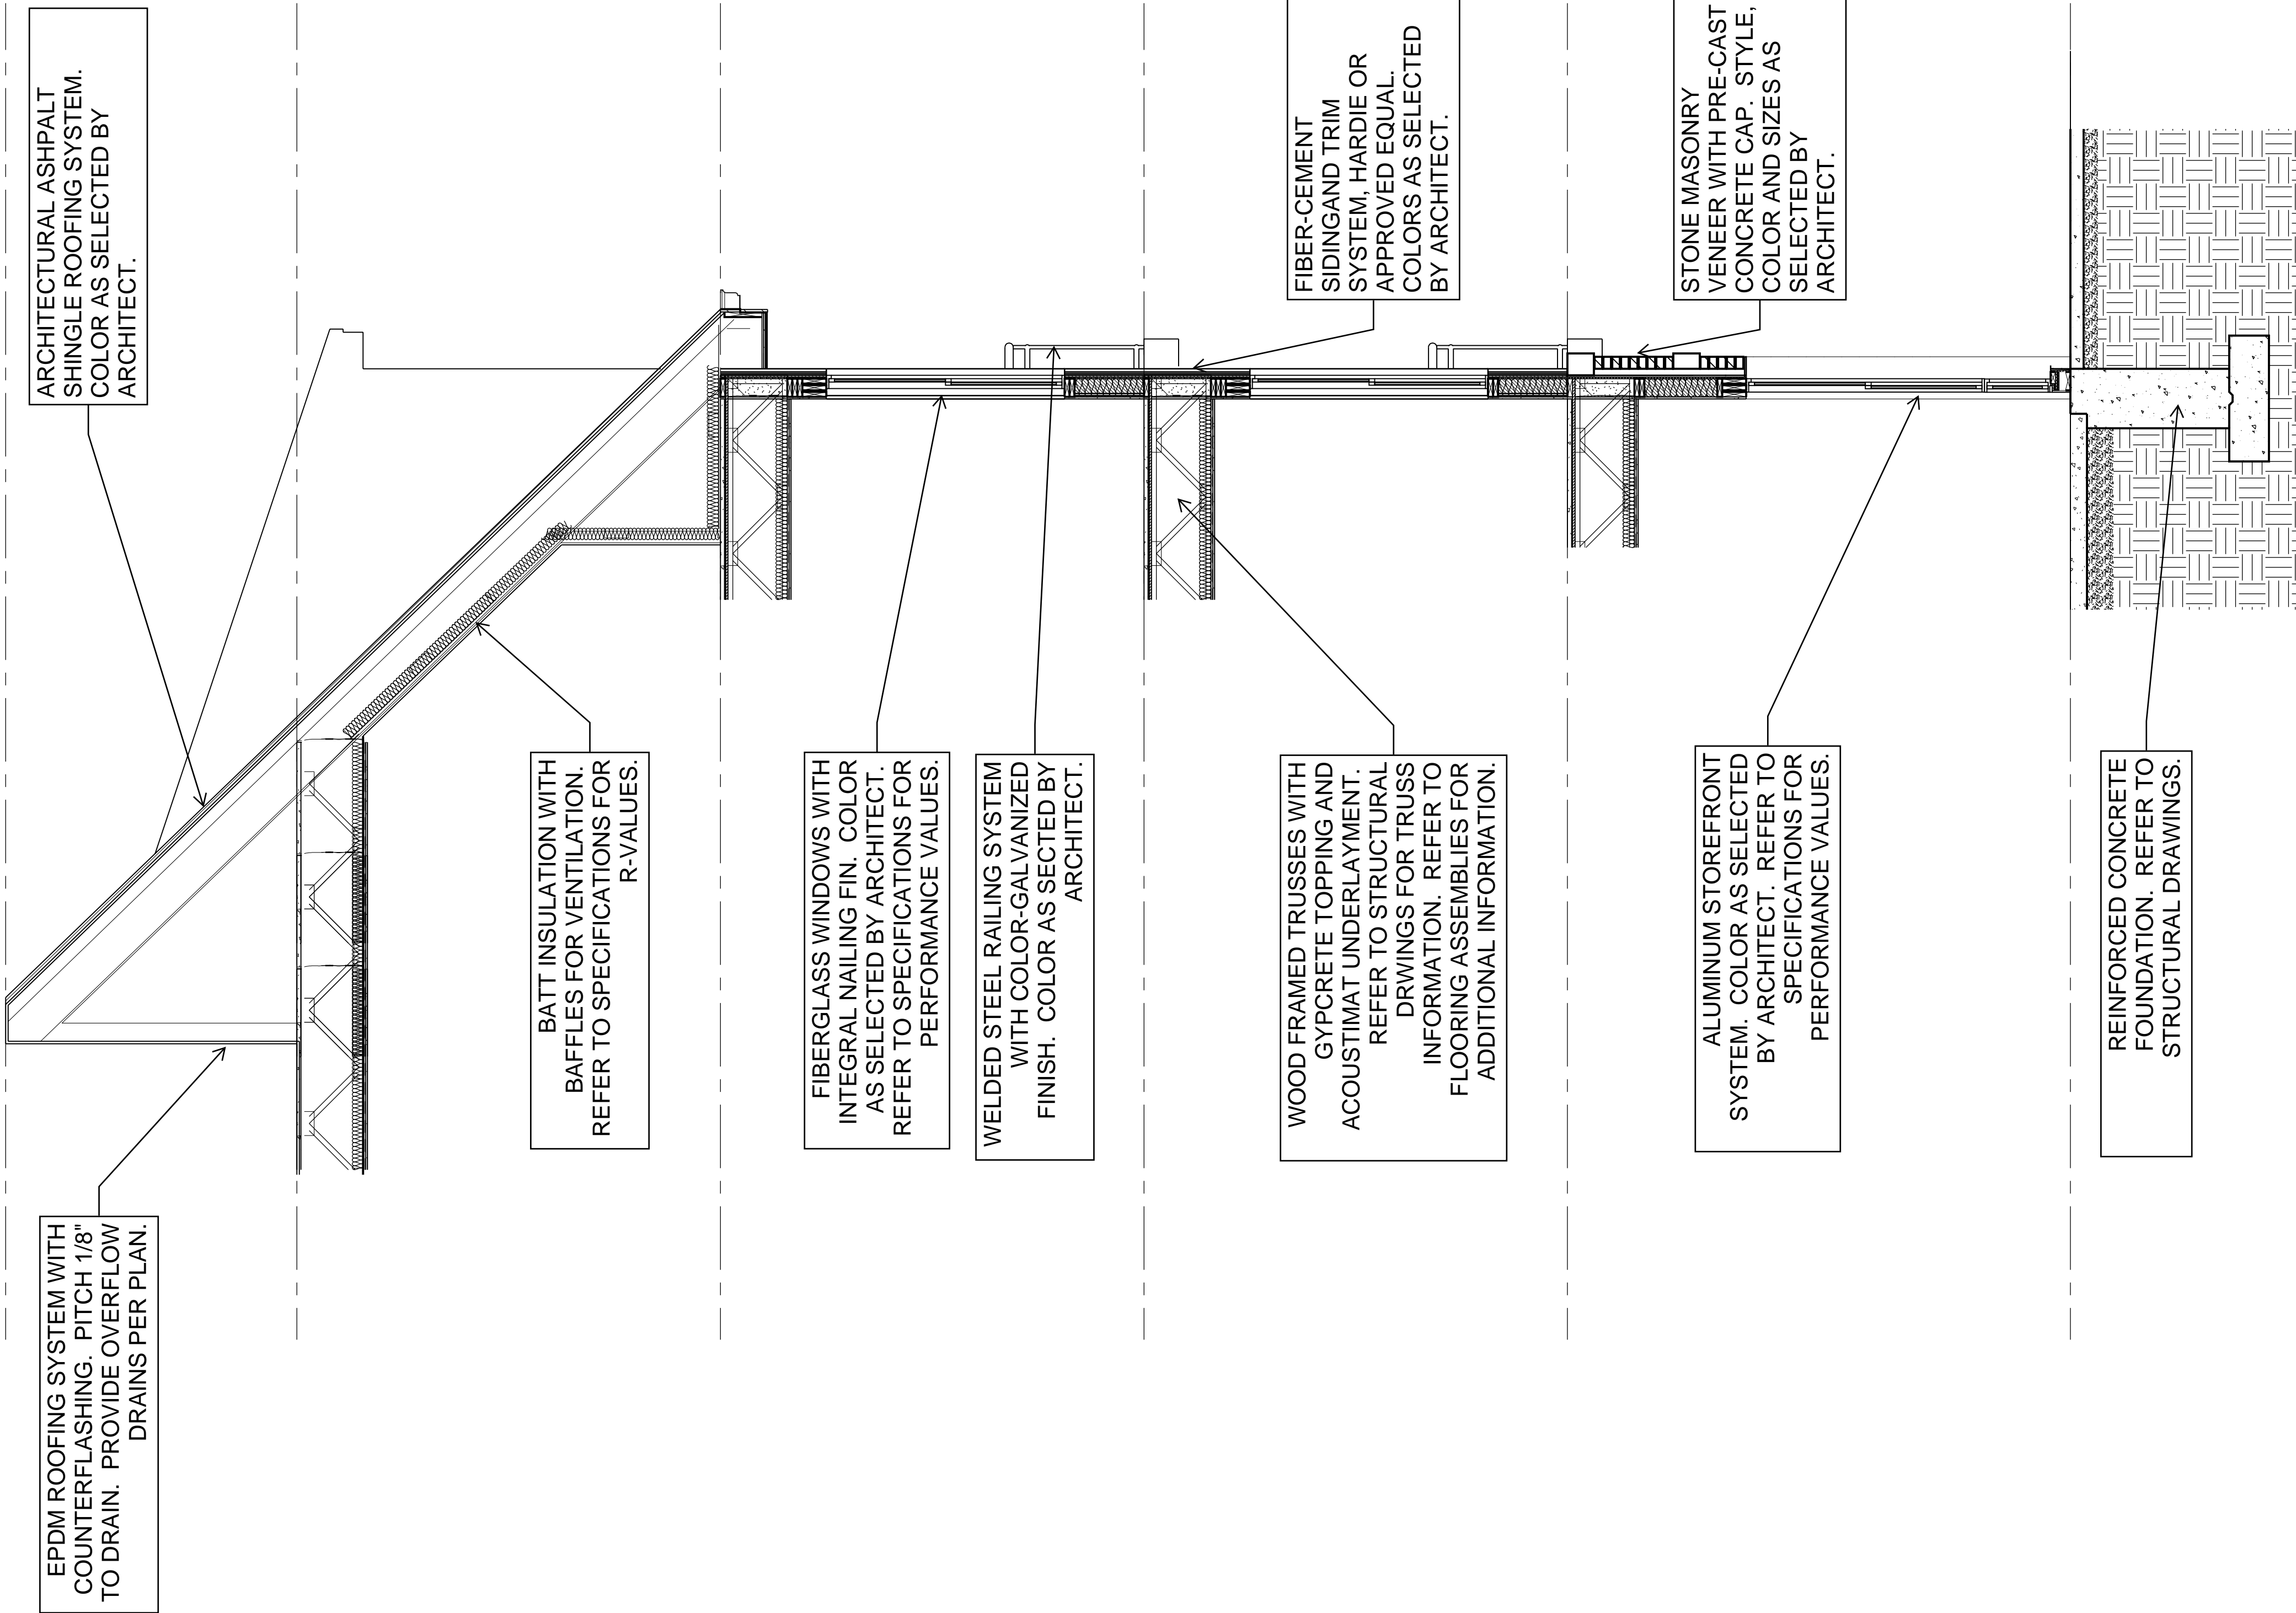 ARCHITECTURAL ASHPALT
SHINGLE ROOFING SYSTEM.
COLOR AS SELECTED BY
ARCHITECT.
EPDM ROOFING SYSTEM WITH
COUNTERFLASHING.  PITCH 1/8"
TO DRAIN.  PROVIDE OVERFLOW
DRAINS PER PLAN.
BATT INSULATION WITH
BAFFLES FOR VENTILATION.
REFER TO SPECIFICATIONS FOR
R-VALUES.
FIBERGLASS WINDOWS WITH
INTEGRAL NAILING FIN.  COLOR
AS SELECTED BY ARCHITECT.
REFER TO SPECIFICATIONS FOR
PERFORMANCE VALUES.
WELDED STEEL RAILING SYSTEM
WITH COLOR-GALVANIZED
FINISH.  COLOR AS SECTED BY
ARCHITECT.
FIBER-CEMENT
SIDINGAND TRIM
SYSTEM, HARDIE OR
APPROVED EQUAL.
COLORS AS SELECTED
BY ARCHITECT.
WOOD FRAMED TRUSSES WITH
GYPCRETE TOPPING AND
ACOUSTIMAT UNDERLAYMENT.
REFER TO STRUCTURAL
DRWINGS FOR TRUSS
INFORMATION.  REFER TO
FLOORING ASSEMBLIES FOR
ADDITIONAL INFORMATION.
STONE MASONRY
VENEER WITH PRE-CAST
CONCRETE CAP.  STYLE,
COLOR AND SIZES AS
SELECTED BY
ARCHITECT.
ALUMINUM STOREFRONT
SYSTEM.  COLOR AS SELECTED
BY ARCHITECT.  REFER TO
SPECIFICATIONS FOR
PERFORMANCE VALUES.
REINFORCED CONCRETE
FOUNDATION.  REFER TO
STRUCTURAL DRAWINGS.